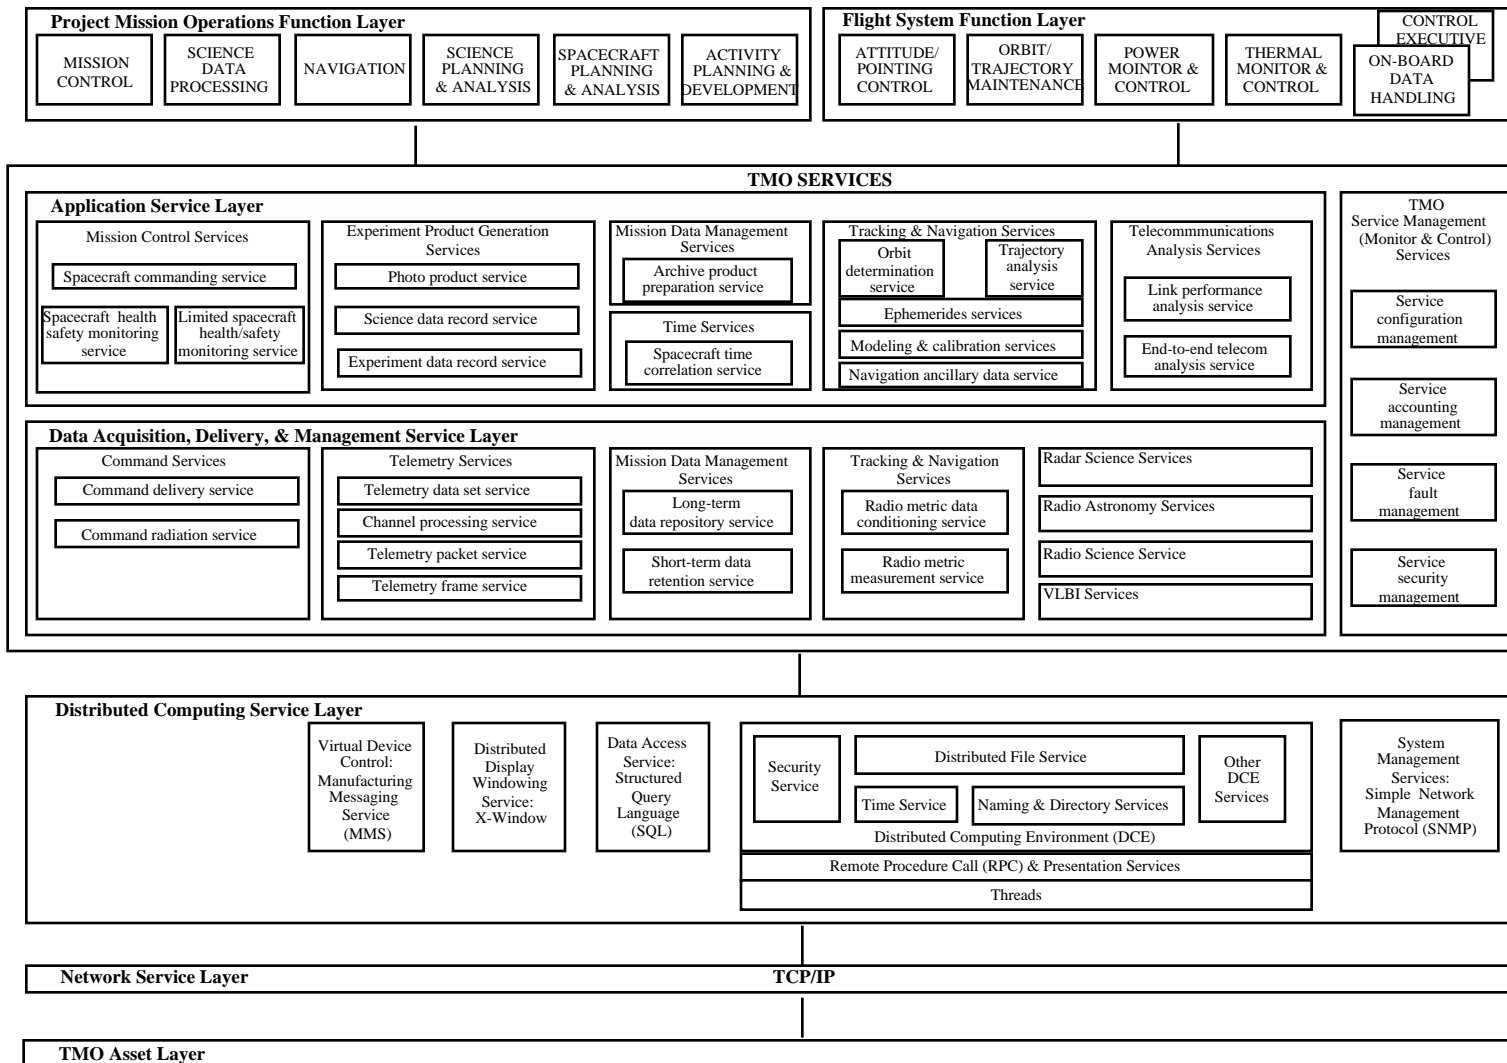 Project Mission Operations Function Layer
MISSION
CONTROL
SCIENCE
DATA
PROCESSING
NAVIGATION
SCIENCE
PLANNING
& ANALYSIS
SPACECRAFT
PLANNING
& ANALYSIS
ACTIVITY
PLANNING &
DEVELOPMENT
Flight System Function Layer
ATTITUDE/
POINTING
CONTROL
ORBIT/
TRAJECTORY
MAINTENANCE
POWER
MOINTOR &
CONTROL
THERMAL
MONITOR &
CONTROL
CONTROL
EXECUTIVE
ON-BOARD
DATA
HANDLING
TMO SERVICES
Application Service Layer
Mission Control Services
Spacecraft commanding service
Spacecraft health
safety monitoring
service
Limited spacecraft
health/safety
monitoring service
Experiment Product Generation
Services
Photo product service
Science data record service
Experiment data record service
Mission Data Management
Services
Archive product
preparation service
Time Services
Spacecraft time
correlation service
Tracking & Navigation Services
Orbit
determination
service
Trajectory
analysis
service
Ephemerides services
Modeling & calibration services
Navigation ancillary data service
Telecommmunications
Analysis Services
Link performance
analysis service
End-to-end telecom
analysis service
TMO
Service Management
(Monitor & Control)
Services
Service
configuration
management
Service
accounting
management
Service
fault
management
Service
security
management
Data Acquisition, Delivery, & Management Service Layer
Command Services
Command delivery service
Command radiation service
Telemetry Services
Telemetry data set service
Channel processing service
Telemetry packet service
Telemetry frame service
Mission Data Management
Services
Long-term
data repository service
Short-term data
retention service
Tracking & Navigation
Services
Radio metric data
conditioning service
Radio metric
measurement service
Radar Science Services
Radio Astronomy Services
Radio Science Service
VLBI Services
Distributed Computing Service Layer
Virtual Device
Control:
Manufacturing
Messaging
Service
(MMS)
Distributed
Display
Windowing
Service:
X-Window
Data Access
Service:
Structured
Query
Language
(SQL)
Security
Service
Distributed File Service
Time Service
Naming & Directory Services
Other
DCE
Services
Distributed Computing Environment (DCE)
Remote Procedure Call (RPC) & Presentation Services
Threads
System
Management
Services:
Simple Network
Management
Protocol (SNMP)
Network Service Layer
TCP/IP
TMO Asset Layer